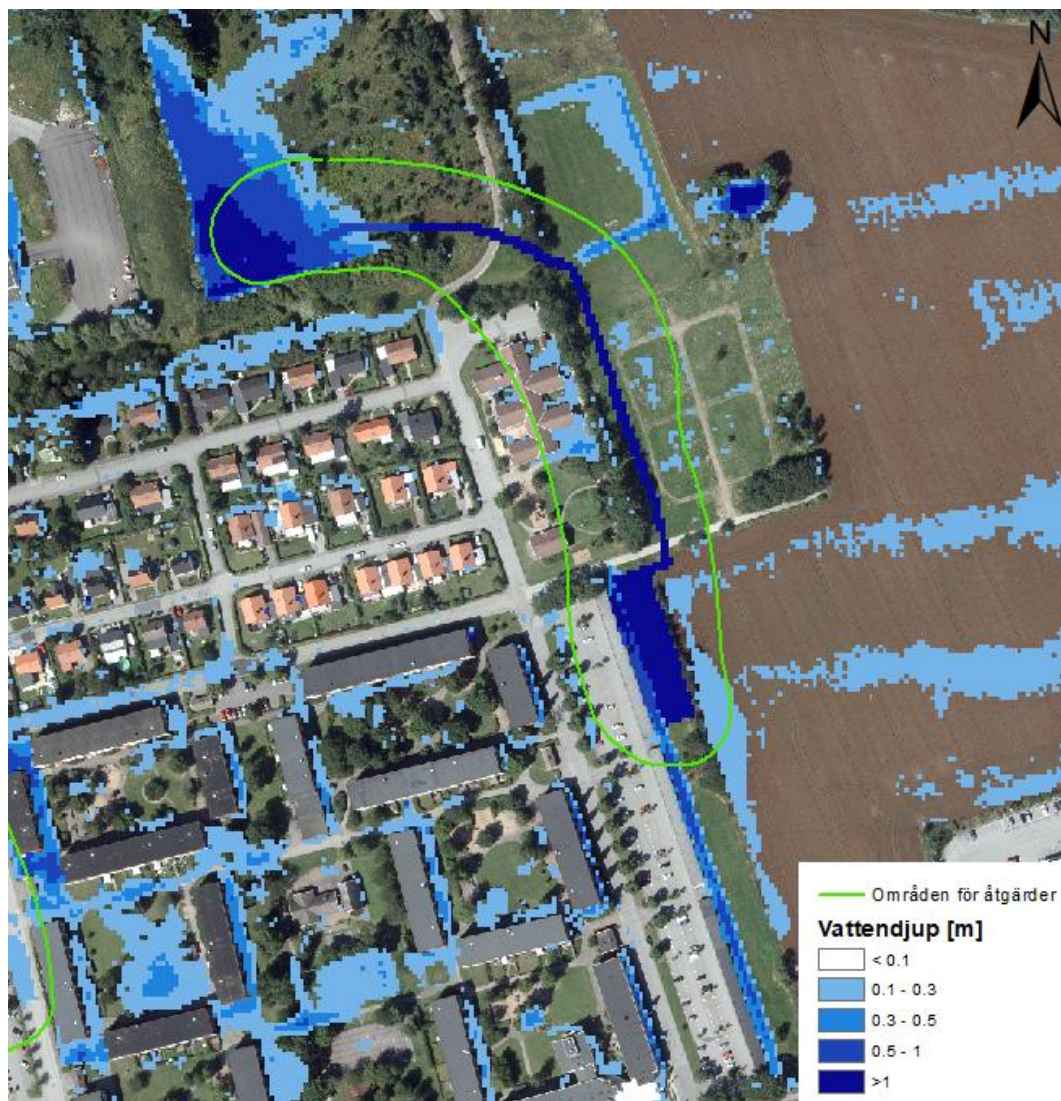 N
Områden för åtgärder
Vattendjup [m]
< 0.1
0.1 - 0.3
0.3 - 0.5
0.5 - 1
>1